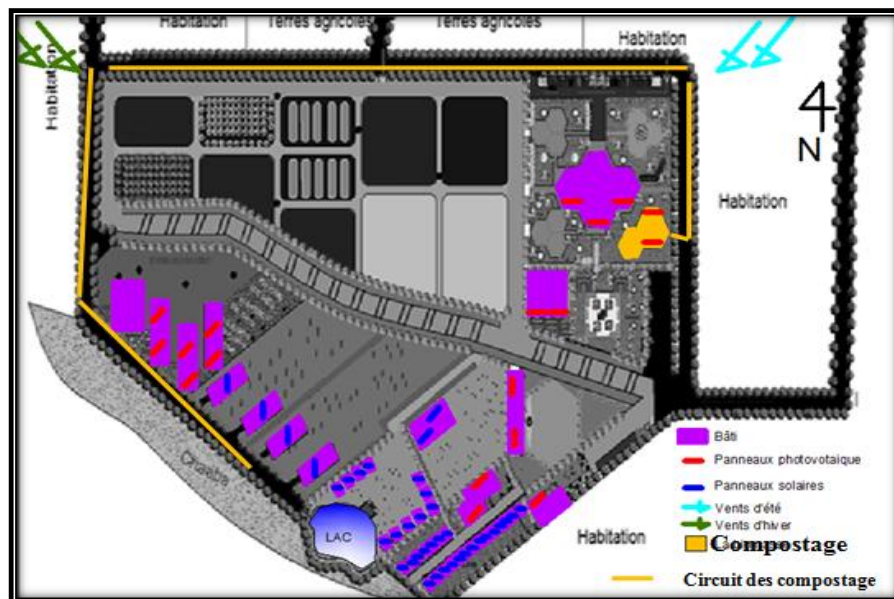 Habitation
Terres agricoles
Terres agricoles
Habitation
Habitation
N
Habitation
Chaaba
LAC
Habitation
Bâti
Panneaux photovotaique
Panneaux solaires
Vents d'été
Vents d'hiver
Compostage
Circuit des compostage